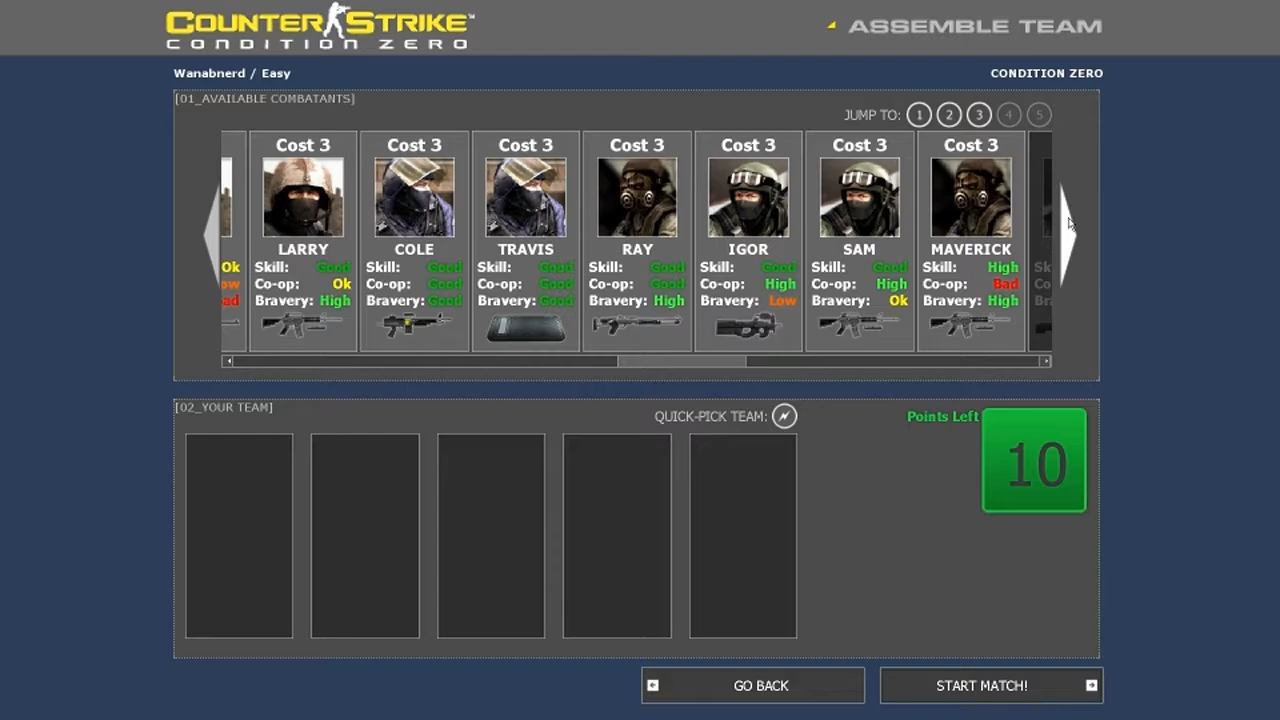 COUNTER STRIKE™
CONDITION ZERO
ASSEMBLE TEAM
Wanabnerd / Easy
CONDITION ZERO
[01_AVAILABLE COMBATANTS]
JUMP TO: 1 2 3 4 5
Cost 3 Cost 3 Cost 3 Cost 3 Cost 3 Cost 3 Cost 3
LARRY COLE TRAVIS RAY IGOR SAM MAVERICK
Ok Skill: Good Skill: Good Skill: Good Skill: Good Skill: Good Skill: Good Skill: High Sk
Co-op: Ok Co-op: Good Co-op: Good Co-op: Good Co-op: High Co-op: High Co-op: Bad Co
Bravery: High Bravery: Good Bravery: Good Bravery: High Bravery: Low Bravery: Ok Bravery: High Bra
[02_YOUR TEAM]
QUICK-PICK TEAM:
Points Left
10
GO BACK
START MATCH!